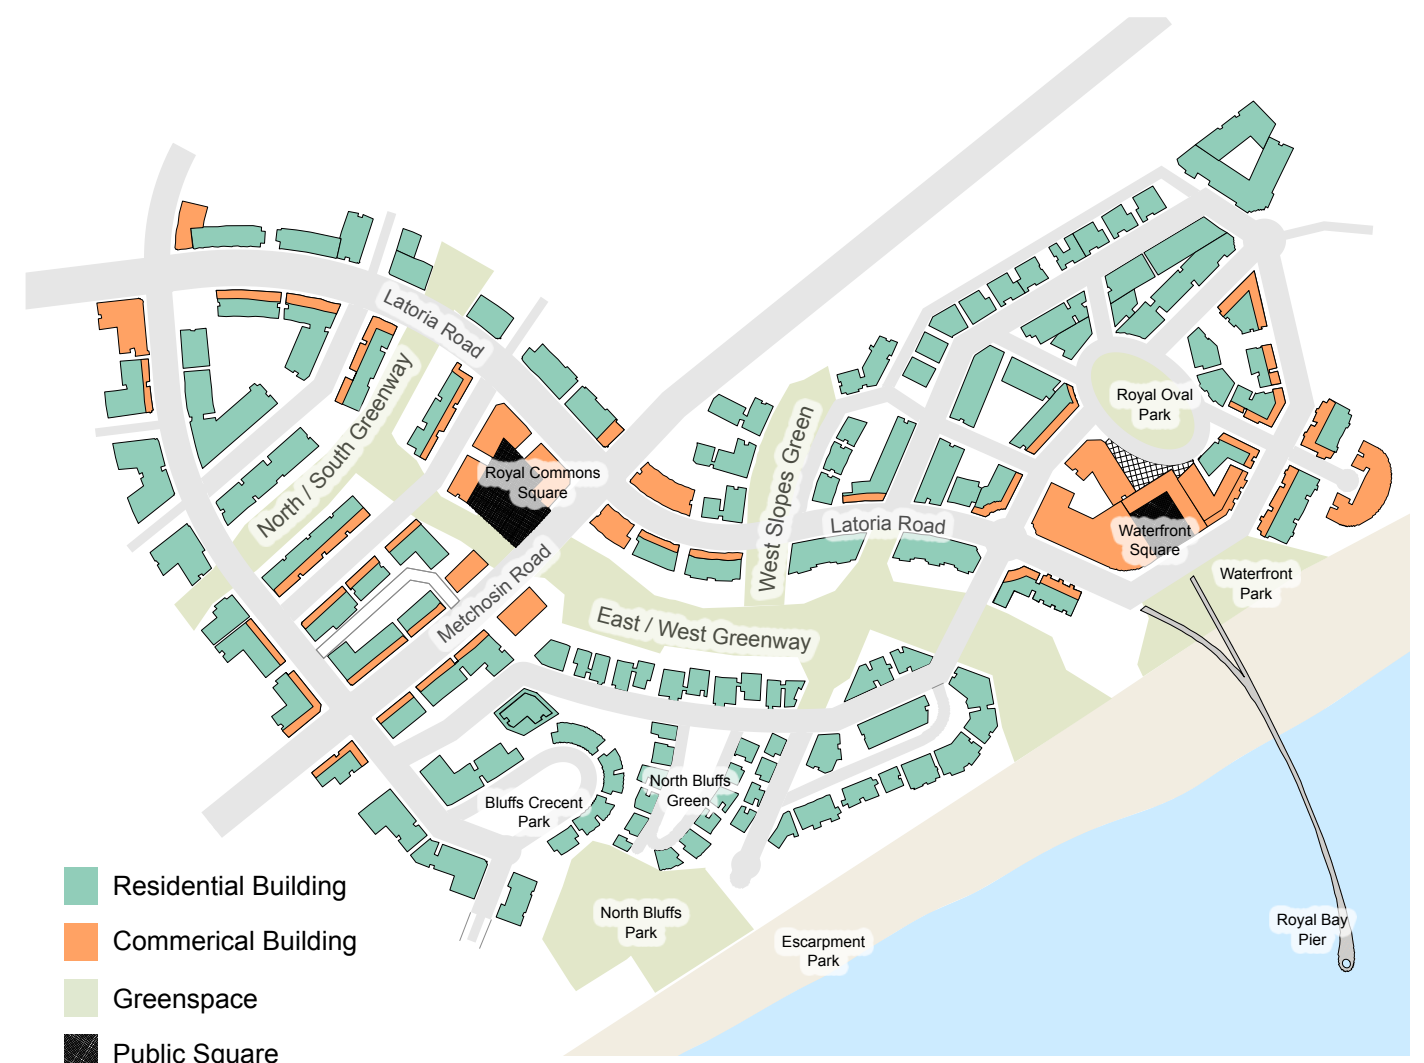 Latoria Road
North / South Greenway
Royal Commons
Square
Royal Oval
Park
West Slopes Green
Latoria Road
Waterfront
Square
Waterfront
Park
Metchosin Road
East / West Greenway
North Bluffs
Green
Bluffs Crecent
Park
North Bluffs
Park
Escarpment
Park
Royal Bay
Pier
Residential Building
Commerical Building
Greenspace
Public Square